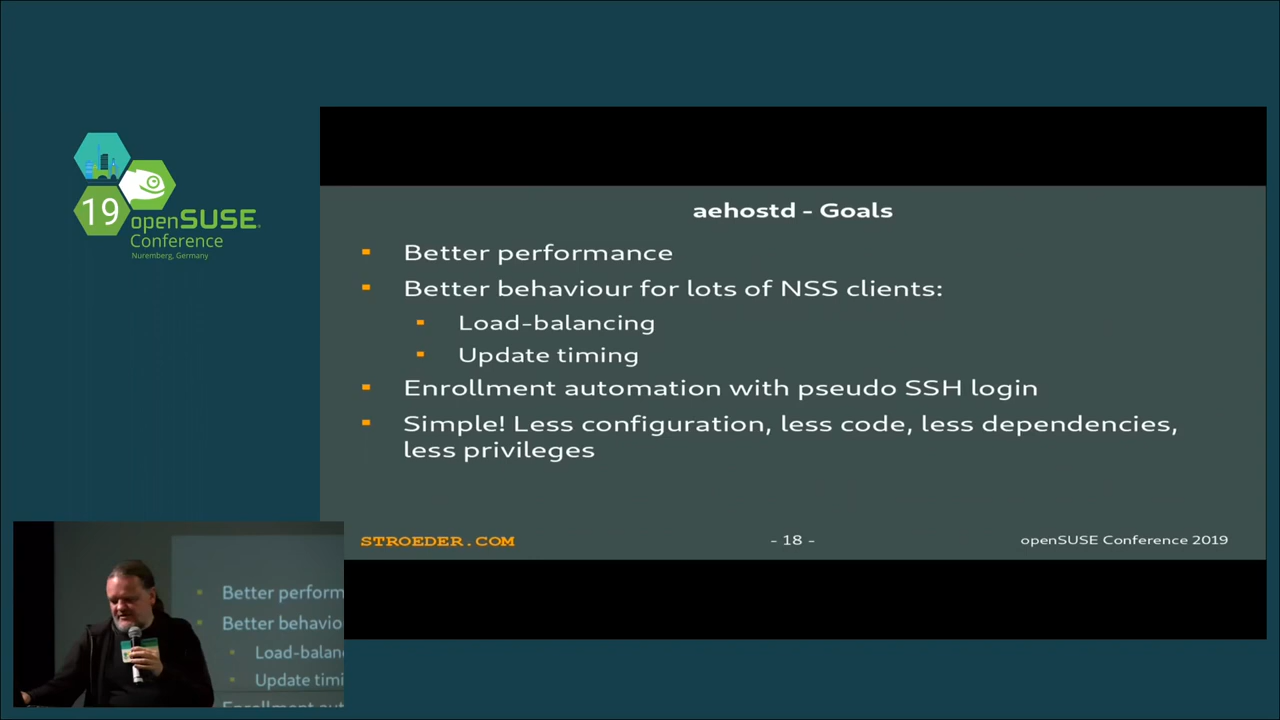 19
openSUSE
Conference
Nuremberg, Germany
aehostd - Goals
Better performance
Better behaviour for lots of NSS clients:
Load-balancing
Update timing
Enrollment automation with pseudo SSH login
Simple! Less configuration, less code, less dependencies,
less privileges
STROEDER.COM
- 18 -
openSUSE Conference 2019
Better perform
Better behavio
Load-balan
Update timi
Enrollment aut